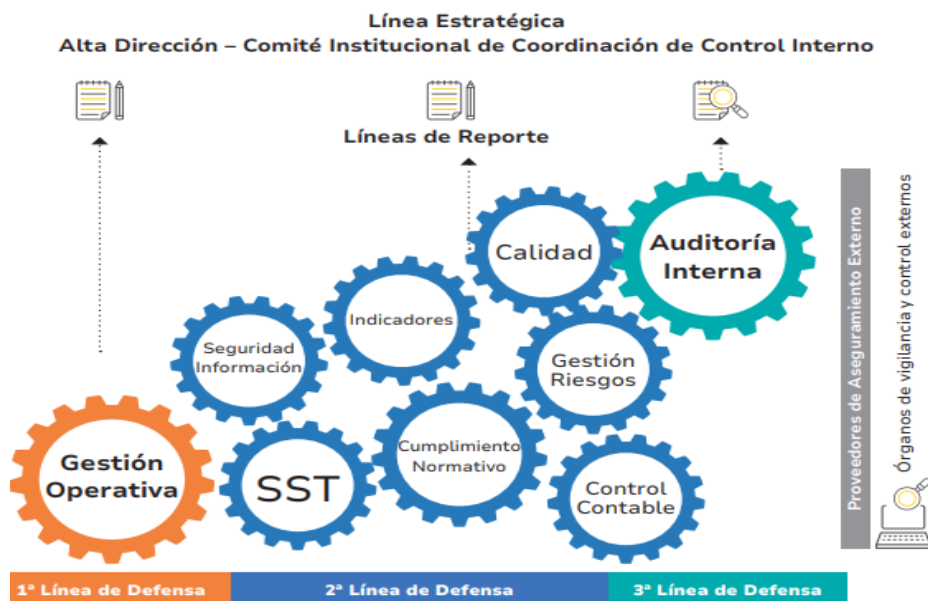 Línea Estratégica
Alta Dirección – Comité Institucional de Coordinación de Control Interno
Líneas de Reporte
Calidad
Auditoría
Interna
Indicadores
Seguridad
Información
Gestión
Riesgos
Gestión
Operativa
SST
Cumplimiento
Normativo
Control
Contable
Proveedores de Aseguramiento Externo
Órganos de vigilancia y control externos
1ª Línea de Defensa
2ª Línea de Defensa
3ª Línea de Defensa